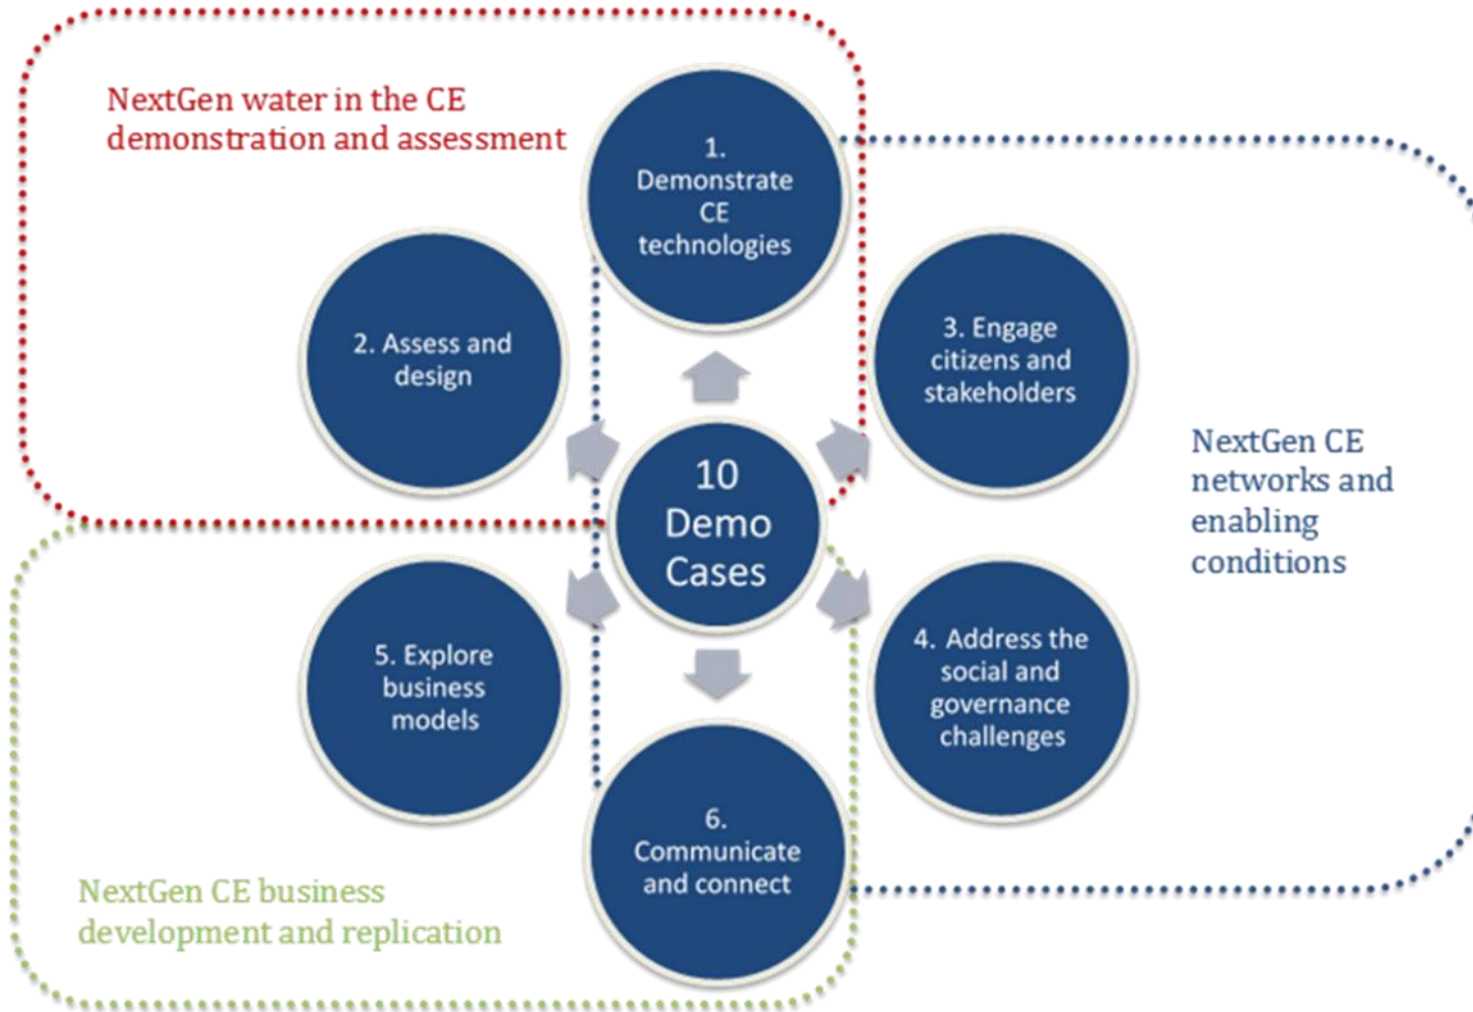 NextGen water in the CE
demonstration and assessment
1.
Demonstrate
CE
technologies
2. Assess and
design
3. Engage
citizens and
stakeholders
10
Demo
Cases
NextGen CE
networks and
enabling
conditions
5. Explore
business
models
4. Address the
social and
governance
challenges
6.
Communicate
and connect
NextGen CE business
development and replication